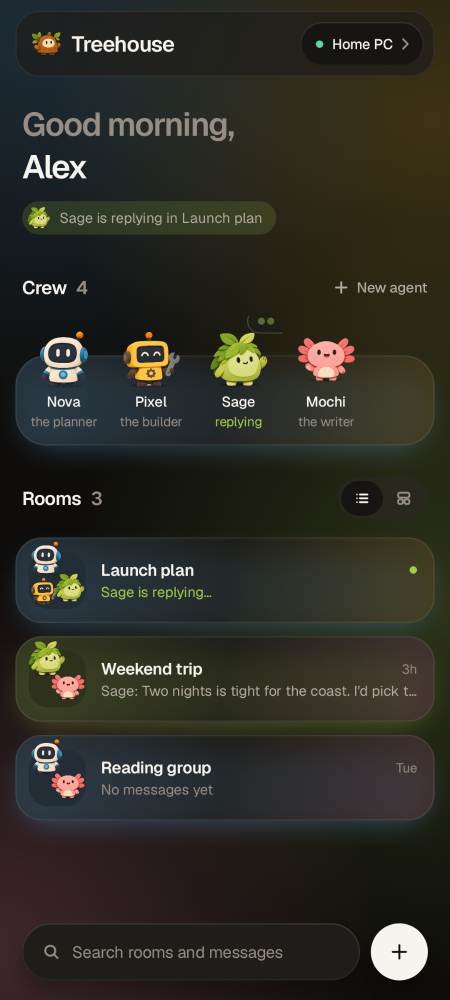 Treehouse
Home PC
Good morning,
Alex
Sage is replying in Launch plan
Crew 4
New agent
Nova
Pixel
Sage
Mochi
the planner
the builder
replying
the writer
Rooms 3
Launch plan
Sage is replying...
Weekend trip
3h
Sage: Two nights is tight for the coast. I'd pick t...
Reading group
Tue
No messages yet
Search rooms and messages